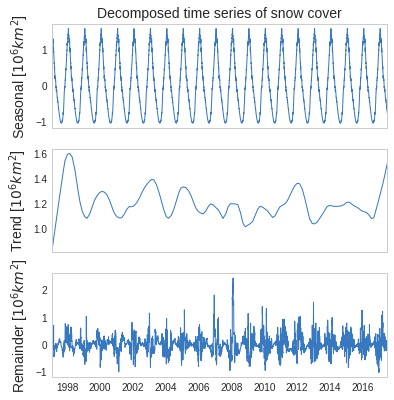 Decomposed time series of snow cover
Seasonal [10⁶km²]
1
0
−1
Trend [10⁶km²]
1.6
1.4
1.2
1.0
Remainder [10⁶km²]
2
1
0
−1
1998 2000 2002 2004 2006 2008 2010 2012 2014 2016